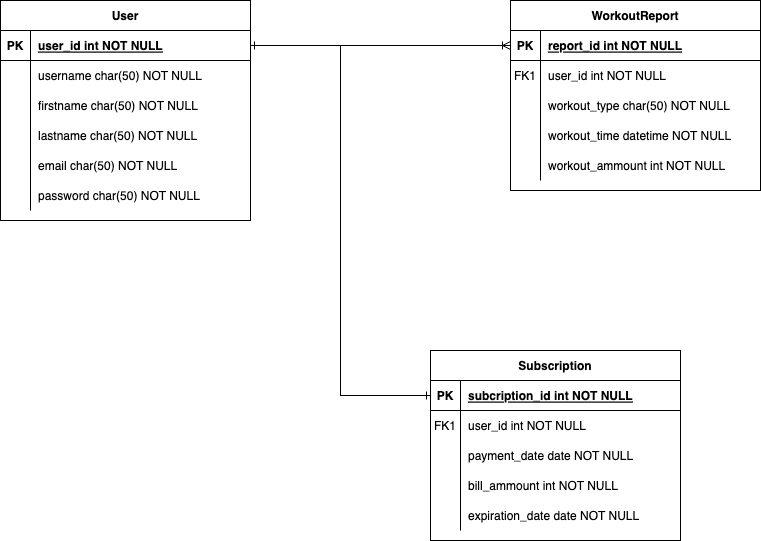 User
PK user_id int NOT NULL
username char(50) NOT NULL
firstname char(50) NOT NULL
lastname char(50) NOT NULL
email char(50) NOT NULL
password char(50) NOT NULL
WorkoutReport
PK report_id int NOT NULL
FK1 user_id int NOT NULL
workout_type char(50) NOT NULL
workout_time datetime NOT NULL
workout_ammount int NOT NULL
Subscription
PK subcription_id int NOT NULL
FK1 user_id int NOT NULL
payment_date date NOT NULL
bill_ammount int NOT NULL
expiration_date date NOT NULL